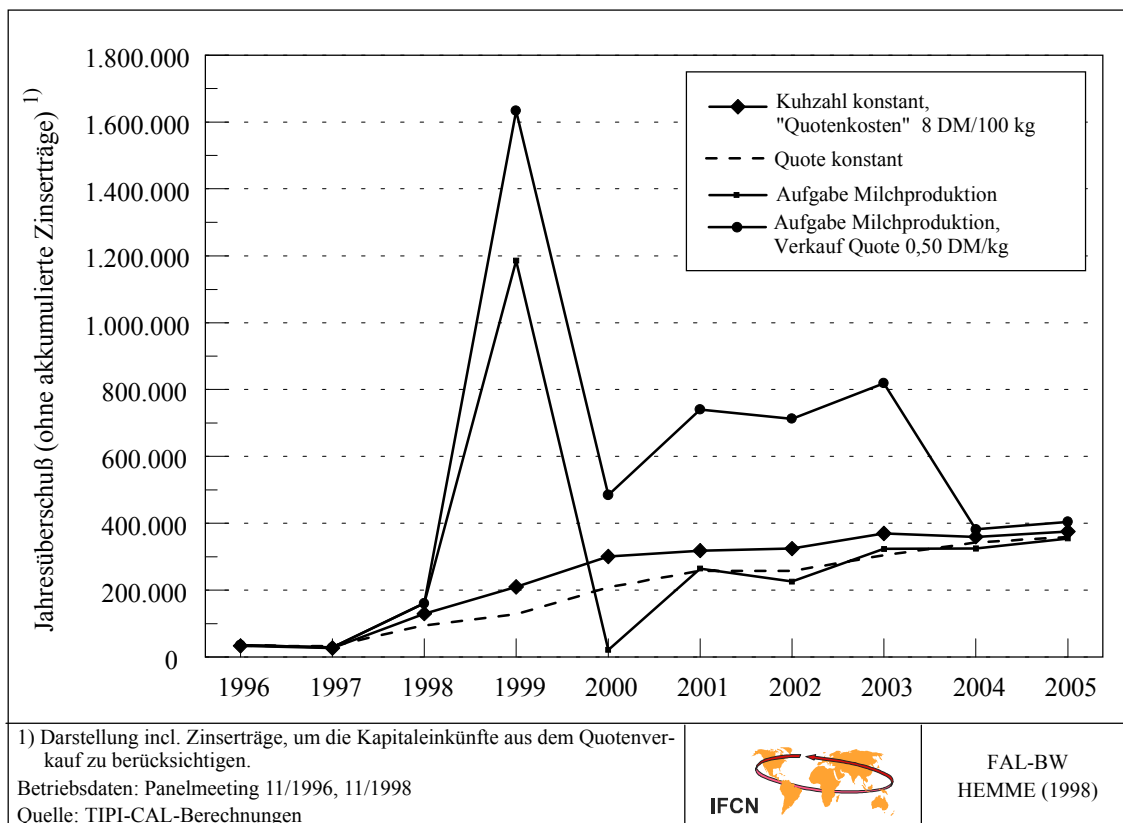 Jahresüberschuß (ohne akkumulierte Zinserträge) 1)
1.800.000
1.600.000
1.400.000
1.200.000
1.000.000
800.000
600.000
400.000
200.000
0
Kuhzahl konstant,
"Quotenkosten" 8 DM/100 kg
Quote konstant
Aufgabe Milchproduktion
Aufgabe Milchproduktion,
Verkauf Quote 0,50 DM/kg
1996 1997 1998 1999 2000 2001 2002 2003 2004 2005
1) Darstellung incl. Zinserträge, um die Kapitaleinkünfte aus dem Quotenver-
kauf zu berücksichtigen.
Betriebsdaten: Panelmeeting 11/1996, 11/1998
Quelle: TIPI-CAL-Berechnungen
IFCN
FAL-BW
HEMME (1998)